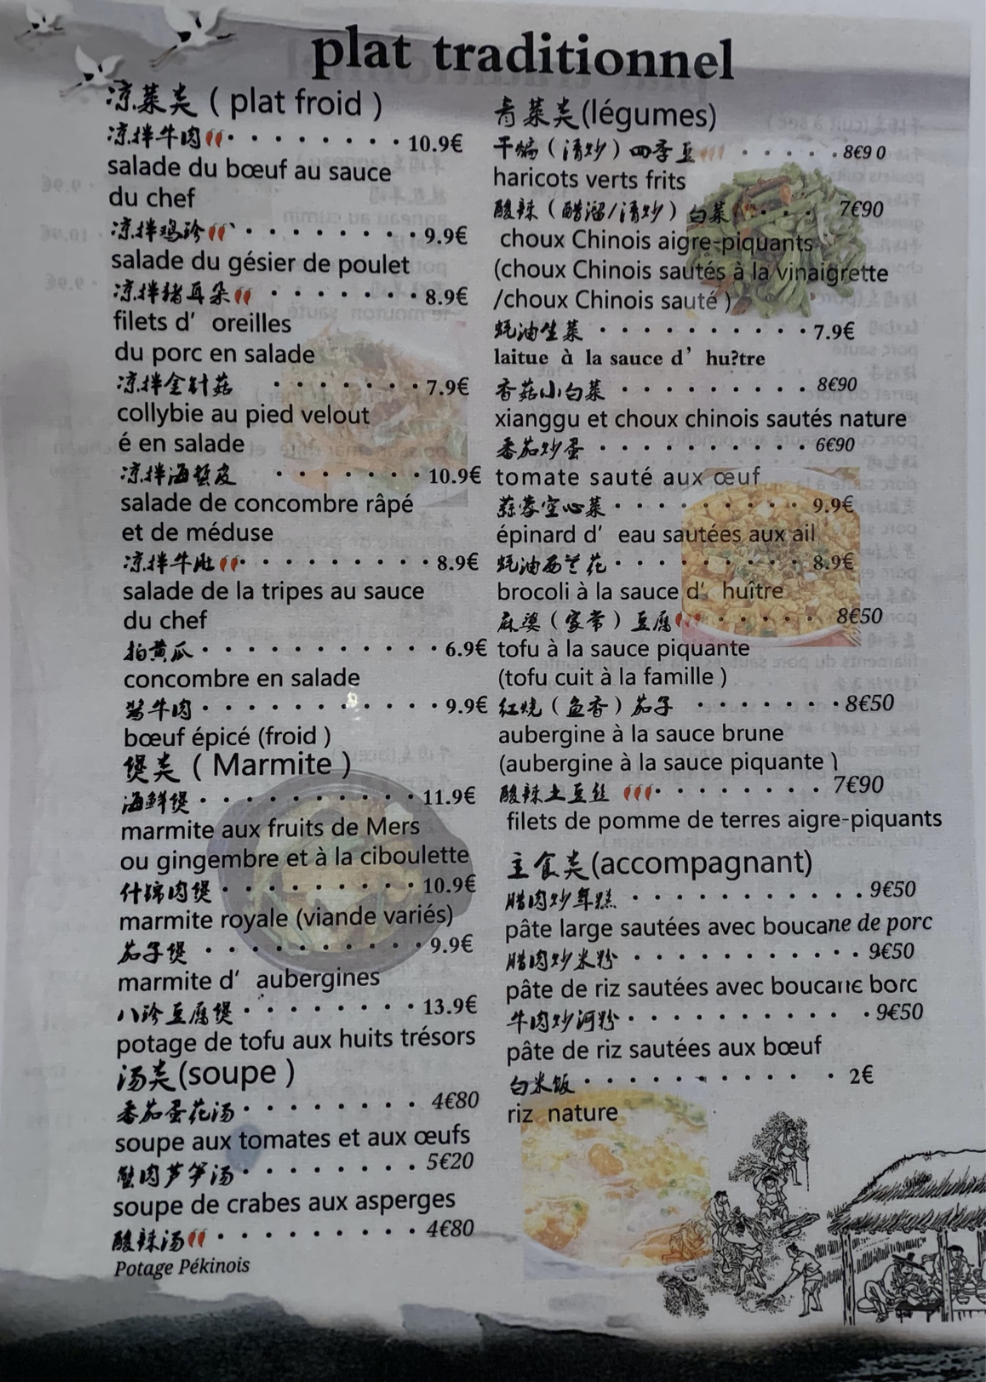 plat traditionnel
凉菜类 ( plat froid )
凉拌牛肉 · · · · · · · · 10.9€
salade du bœuf au sauce
du chef
凉拌鸡珍 · · · · · · · · 9.9€
salade du gésier de poulet
凉拌猪耳朵 · · · · · · · 8.9€
filets d' oreilles
du porc en salade
凉拌金针菇 · · · · · · · 7.9€
collybie au pied velout
é en salade
凉拌海蜇皮 · · · · · · · 10.9€
salade de concombre râpé
et de méduse
凉拌牛肚 · · · · · · · · · 8.9€
salade de la tripes au sauce
du chef
拍黄瓜 · · · · · · · · · · · 6.9€
concombre en salade
酱牛肉 · · · · · · · · · · · 9.9€
bœuf épicé (froid )
煲类 ( Marmite )
海鲜煲 · · · · · · · · · · 11.9€
marmite aux fruits de Mers
ou gingembre et à la ciboulette
什锦肉煲 · · · · · · · · · 10.9€
marmite royale (viande variés)
茄子煲 · · · · · · · · · · 9.9€
marmite d' aubergines
八珍豆腐煲 · · · · · · · · 13.9€
potage de tofu aux huits trésors
汤类(soupe )
番茄蛋花汤 · · · · · · · · 4€80
soupe aux tomates et aux œufs
蟹肉芦笋汤 · · · · · · · · 5€20
soupe de crabes aux asperges
酸辣汤 · · · · · · · · · 4€80
Potage Pékinois
青菜类(légumes)
干煸 ( 清炒 ) 四季豆 · · · · · 8€90
haricots verts frits
酸辣 ( 醋溜/清炒 ) 白菜 · · · · 7€90
choux Chinois aigre-piquants
(choux Chinois sautés à la vinaigrette
/choux Chinois sauté )
蚝油生菜 · · · · · · · · · · 7.9€
laitue à la sauce d' hu?tre
香菇小白菜 · · · · · · · · · 8€90
xianggu et choux chinois sautés nature
番茄炒蛋 · · · · · · · · · · 6€90
tomate sauté aux œuf
蒜蓉空心菜 · · · · · · · · · 9.9€
épinard d' eau sautées aux ail
蚝油西兰花 · · · · · · · · · 8.9€
brocoli à la sauce d' huître
麻婆 ( 家常 ) 豆腐 · · · · · · 8€50
tofu à la sauce piquante
(tofu cuit à la famille )
红烧 ( 鱼香 ) 茄子 · · · · · · · 8€50
aubergine à la sauce brune
(aubergine à la sauce piquante )
酸辣土豆丝 · · · · · · · · 7€90
filets de pomme de terres aigre-piquants
主食类(accompagnant)
腊肉炒年糕 · · · · · · · · · · · 9€50
pâte large sautées avec boucane de porc
腊肉炒米粉 · · · · · · · · · · · 9€50
pâte de riz sautées avec boucane borc
牛肉炒河粉 · · · · · · · · · · · 9€50
pâte de riz sautées aux bœuf
白米饭 · · · · · · · · · · · 2€
riz nature